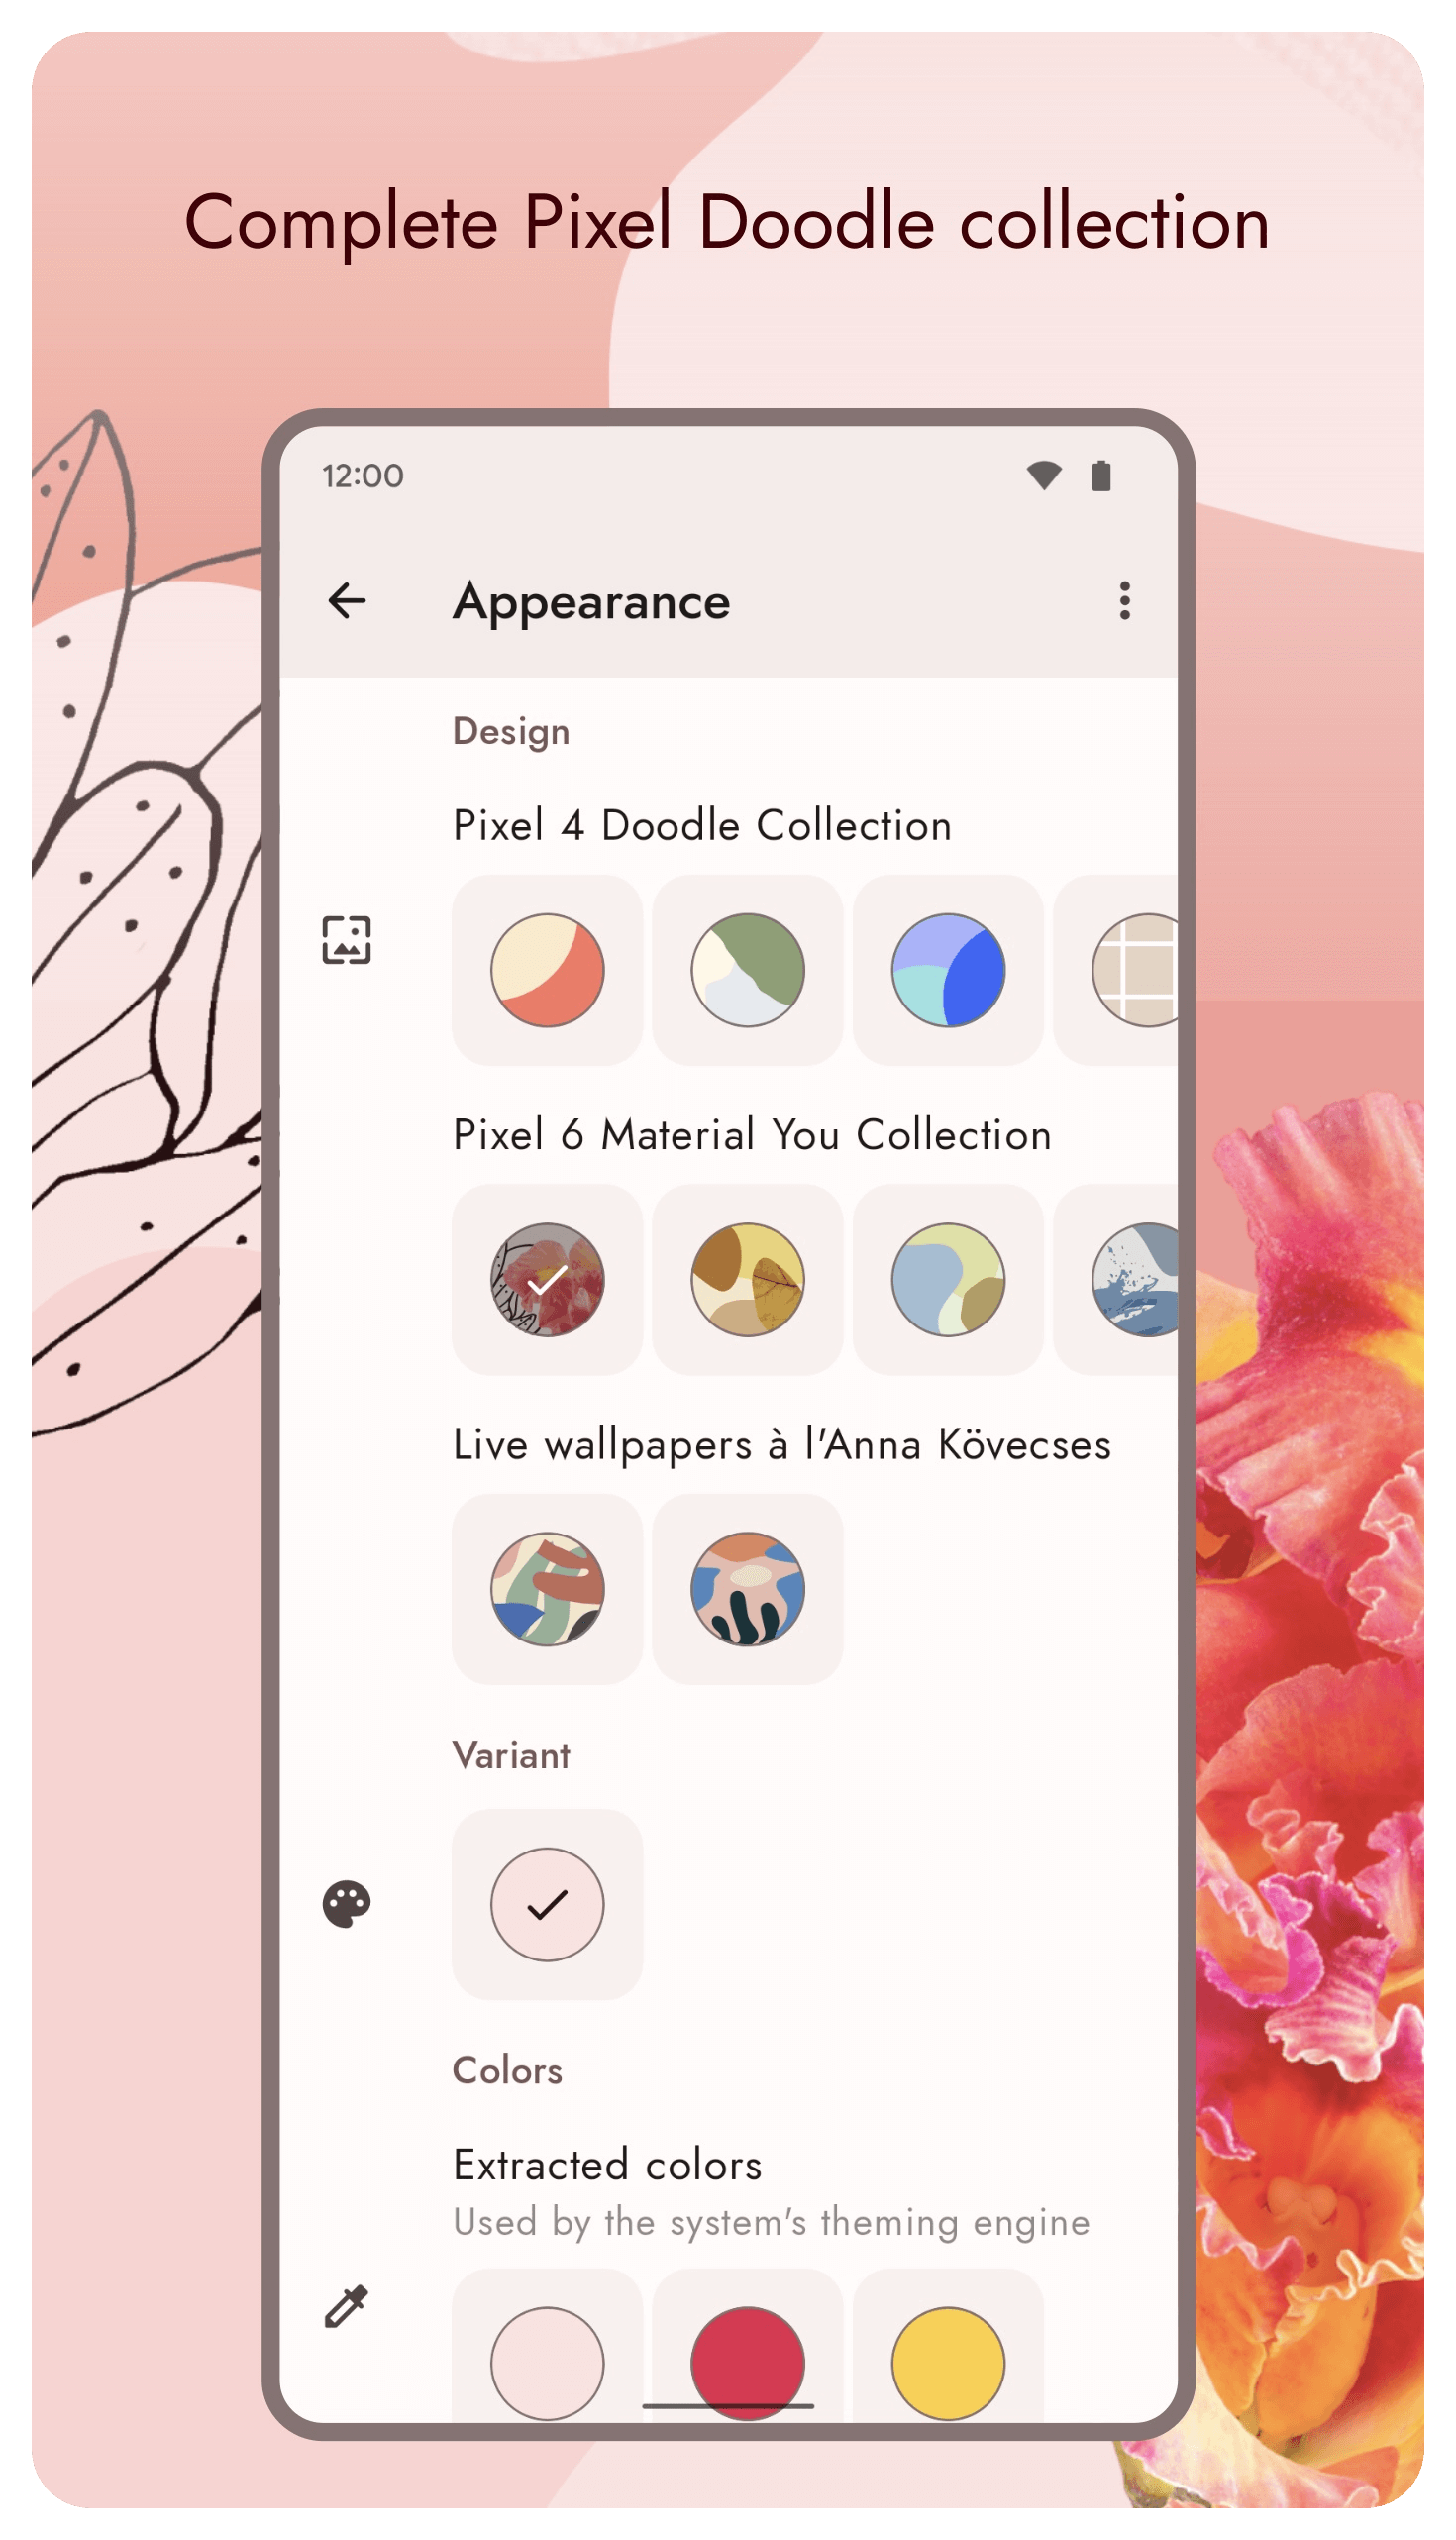 Complete Pixel Doodle collection
12:00
Appearance
Design
Pixel 4 Doodle Collection
Pixel 6 Material You Collection
Live wallpapers à l'Anna Kövecses
Variant
Colors
Extracted colors
Used by the system's theming engine